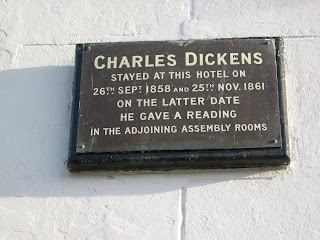 CHARLES DICKENS
STAYED AT THIS HOTEL ON
26TH SEPT 1858 AND 25TH NOV. 1861
ON THE LATTER DATE
HE GAVE A READING
IN THE ADJOINING ASSEMBLY ROOMS